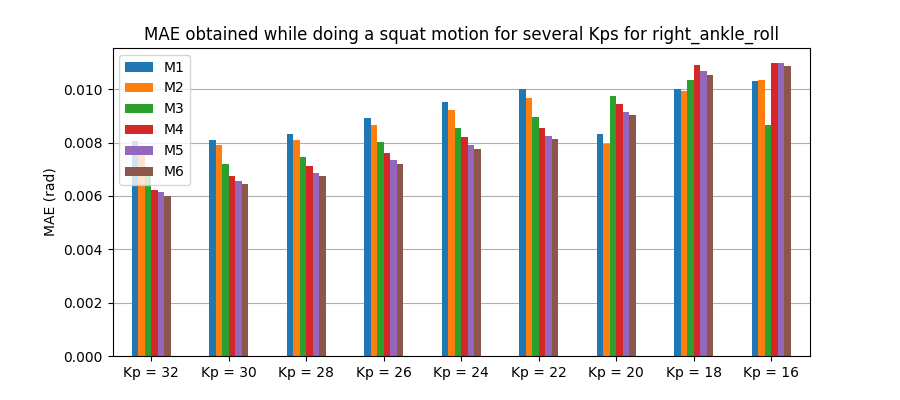 MAE obtained while doing a squat motion for several Kps for right_ankle_roll
M1
M2
M3
M4
M5
M6
MAE (rad)
0.010
0.008
0.006
0.004
0.002
0.000
Kp = 32 Kp = 30 Kp = 28 Kp = 26 Kp = 24 Kp = 22 Kp = 20 Kp = 18 Kp = 16